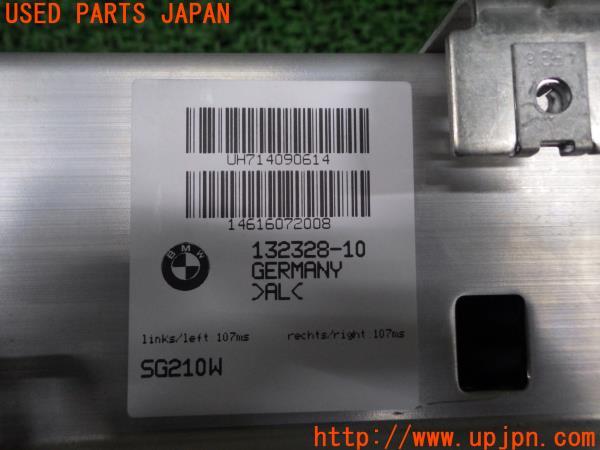 USED PARTS JAPAN
UH714090614
14616072008
BMW
132328-10
GERMANY
>AL<
links/left 107ms
rechts/right 107ms
SG210W
www.upjpn.com